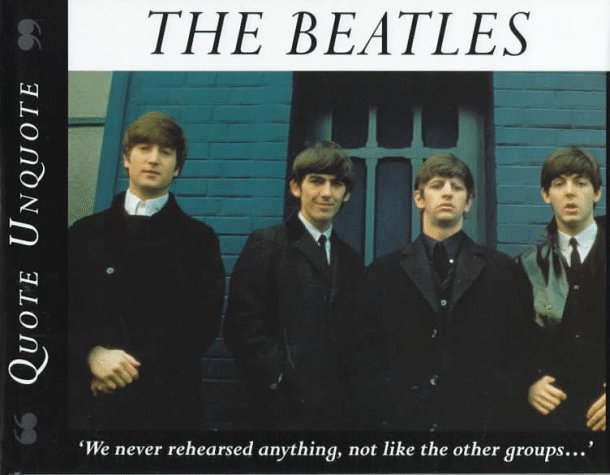 THE BEATLES
❝ QUOTE UNQUOTE ❞
‘We never rehearsed anything, not like the other groups...’